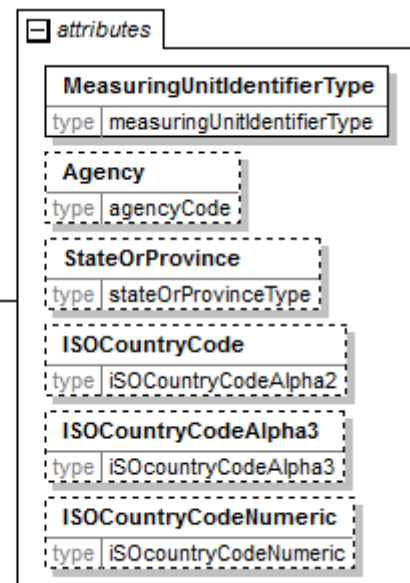 attributes
MeasuringUnitIdentifierType
type measuringUnitIdentifierType
Agency
type agencyCode
StateOrProvince
type stateOrProvinceType
ISOCountryCode
type iSOCountryCodeAlpha2
ISOCountryCodeAlpha3
type iSOcountryCodeAlpha3
ISOCountryCodeNumeric
type iSOcountryCodeNumeric